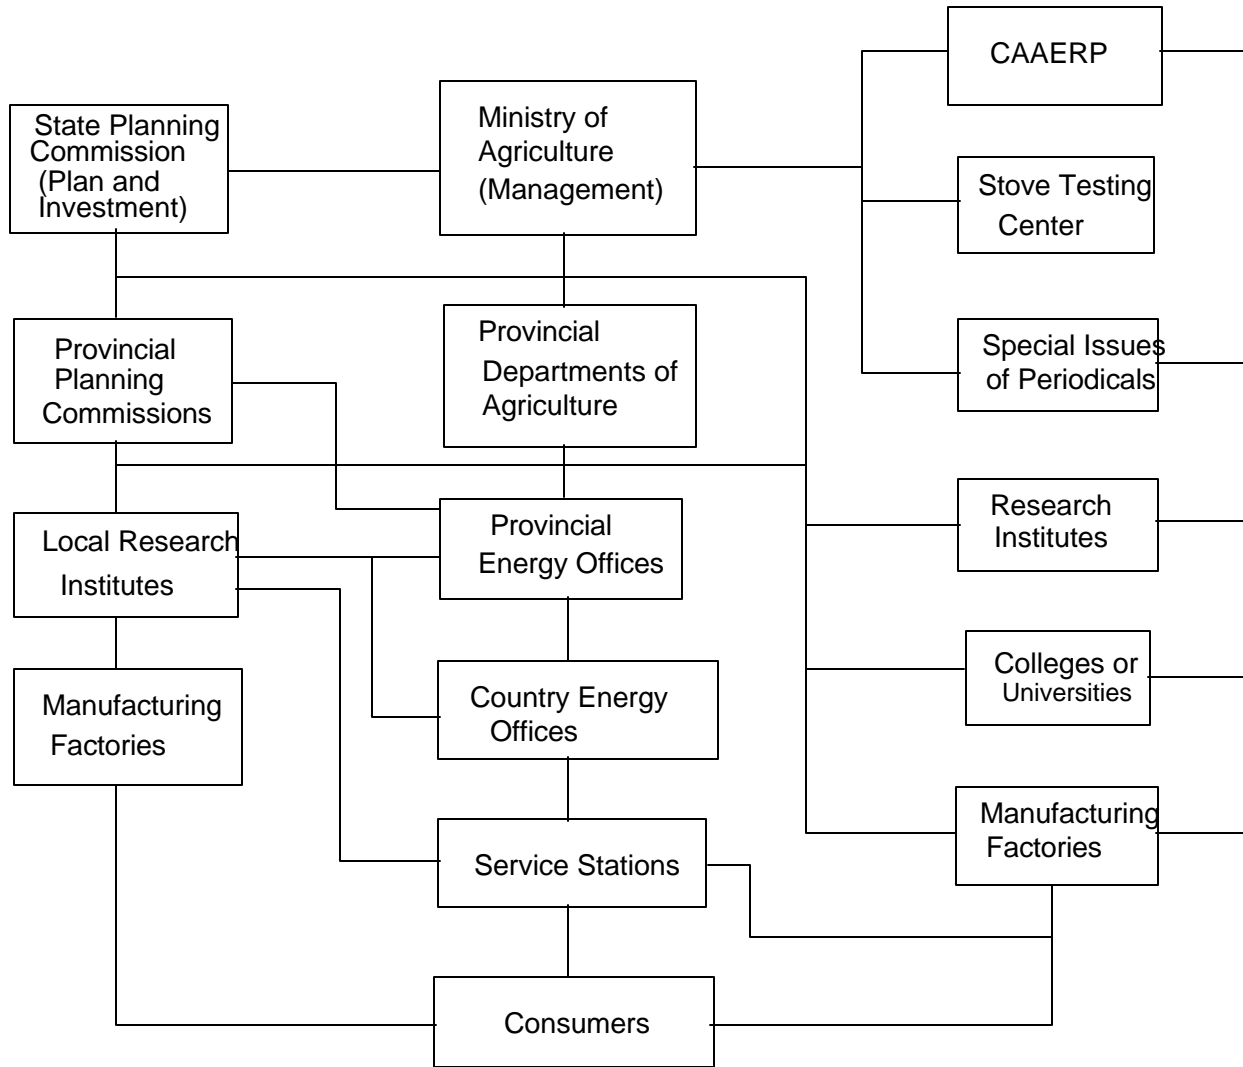 CAAERP
State Planning
Commission
(Plan and
Investment)
Ministry of
Agriculture
(Management)
Stove Testing
Center
Provincial
Planning
Commissions
Provincial
Departments of
Agriculture
Special Issues
of Periodicals
Local Research
Institutes
Provincial
Energy Offices
Research
Institutes
Manufacturing
Factories
Country Energy
Offices
Colleges or
Universities
Service Stations
Manufacturing
Factories
Consumers